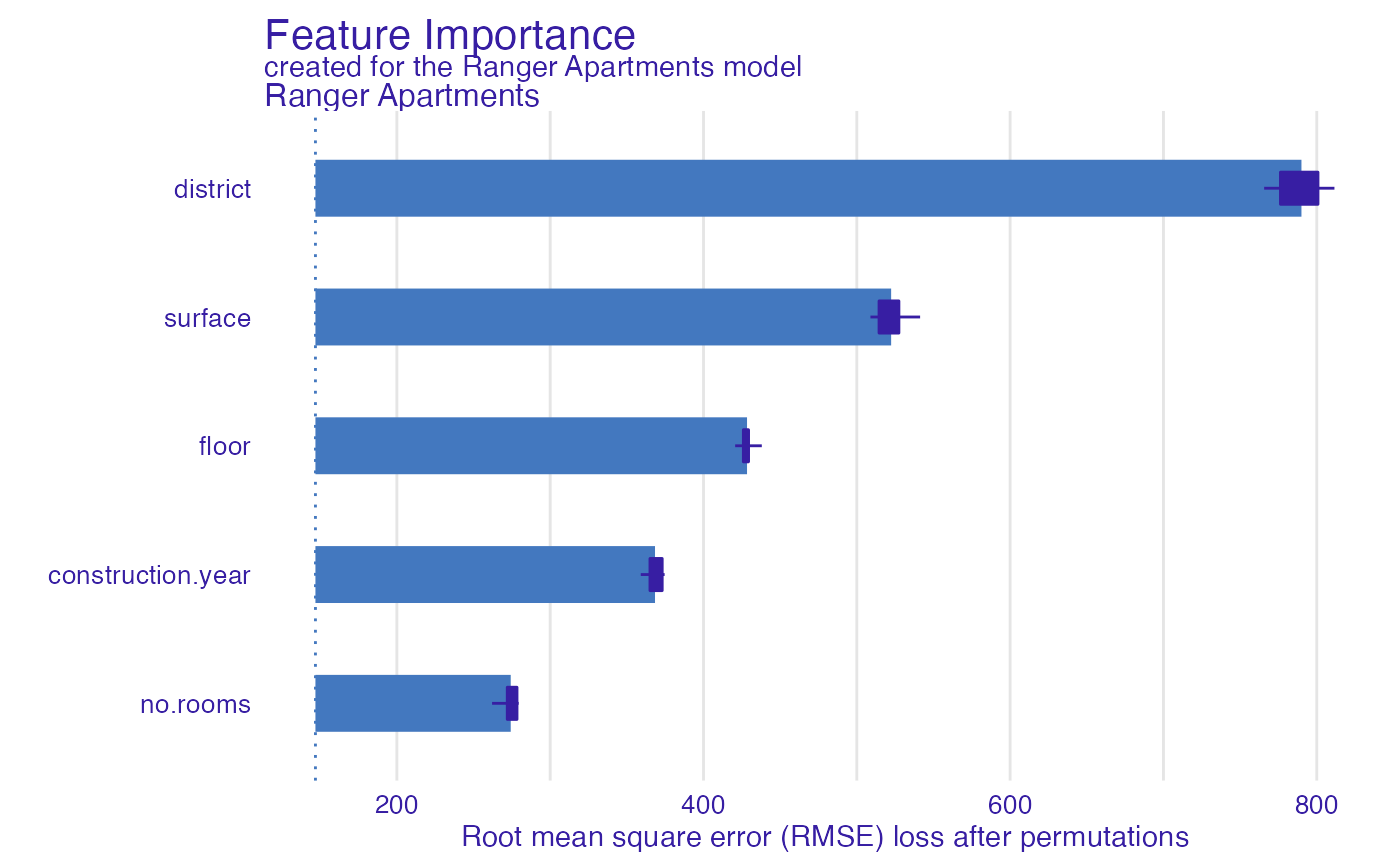 Feature Importance
created for the Ranger Apartments model
Ranger Apartments
district
surface
floor
construction.year
no.rooms
200 400 600 800
Root mean square error (RMSE) loss after permutations